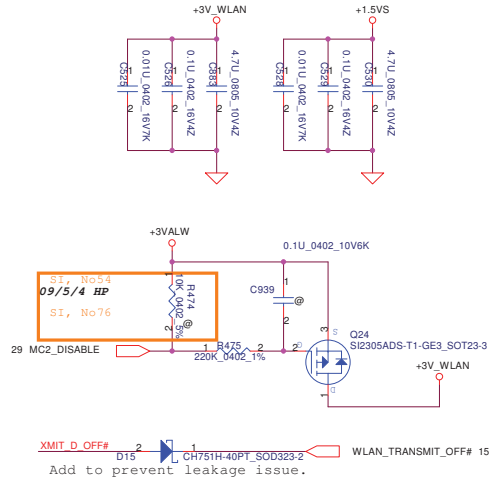 +3V_WLAN
+1.5VS
C525
0.01U_0402_16V7K
C526
0.1U_0402_16V4Z
C883
4.7U_0805_10V4Z
C528
0.01U_0402_16V7K
C529
0.1U_0402_16V4Z
C530
4.7U_0805_10V4Z
1
2
1
2
1
2
1
2
1
2
1
2
+3VALW
0.1U_0402_10V6K
SI, No54
09/5/4 HP
SI, No76
1
2
R474
10K_0402_5%
@
C939
1
2
@
29 MC2_DISABLE
1
R475
2
220K_0402_1%
2
G
3
S
D
1
Q24
SI2305ADS-T1-GE3_SOT23-3
+3V_WLAN
XMIT_D_OFF#
2
1
D15
CH751H-40PT_SOD323-2
WLAN_TRANSMIT_OFF# 15
Add to prevent leakage issue.